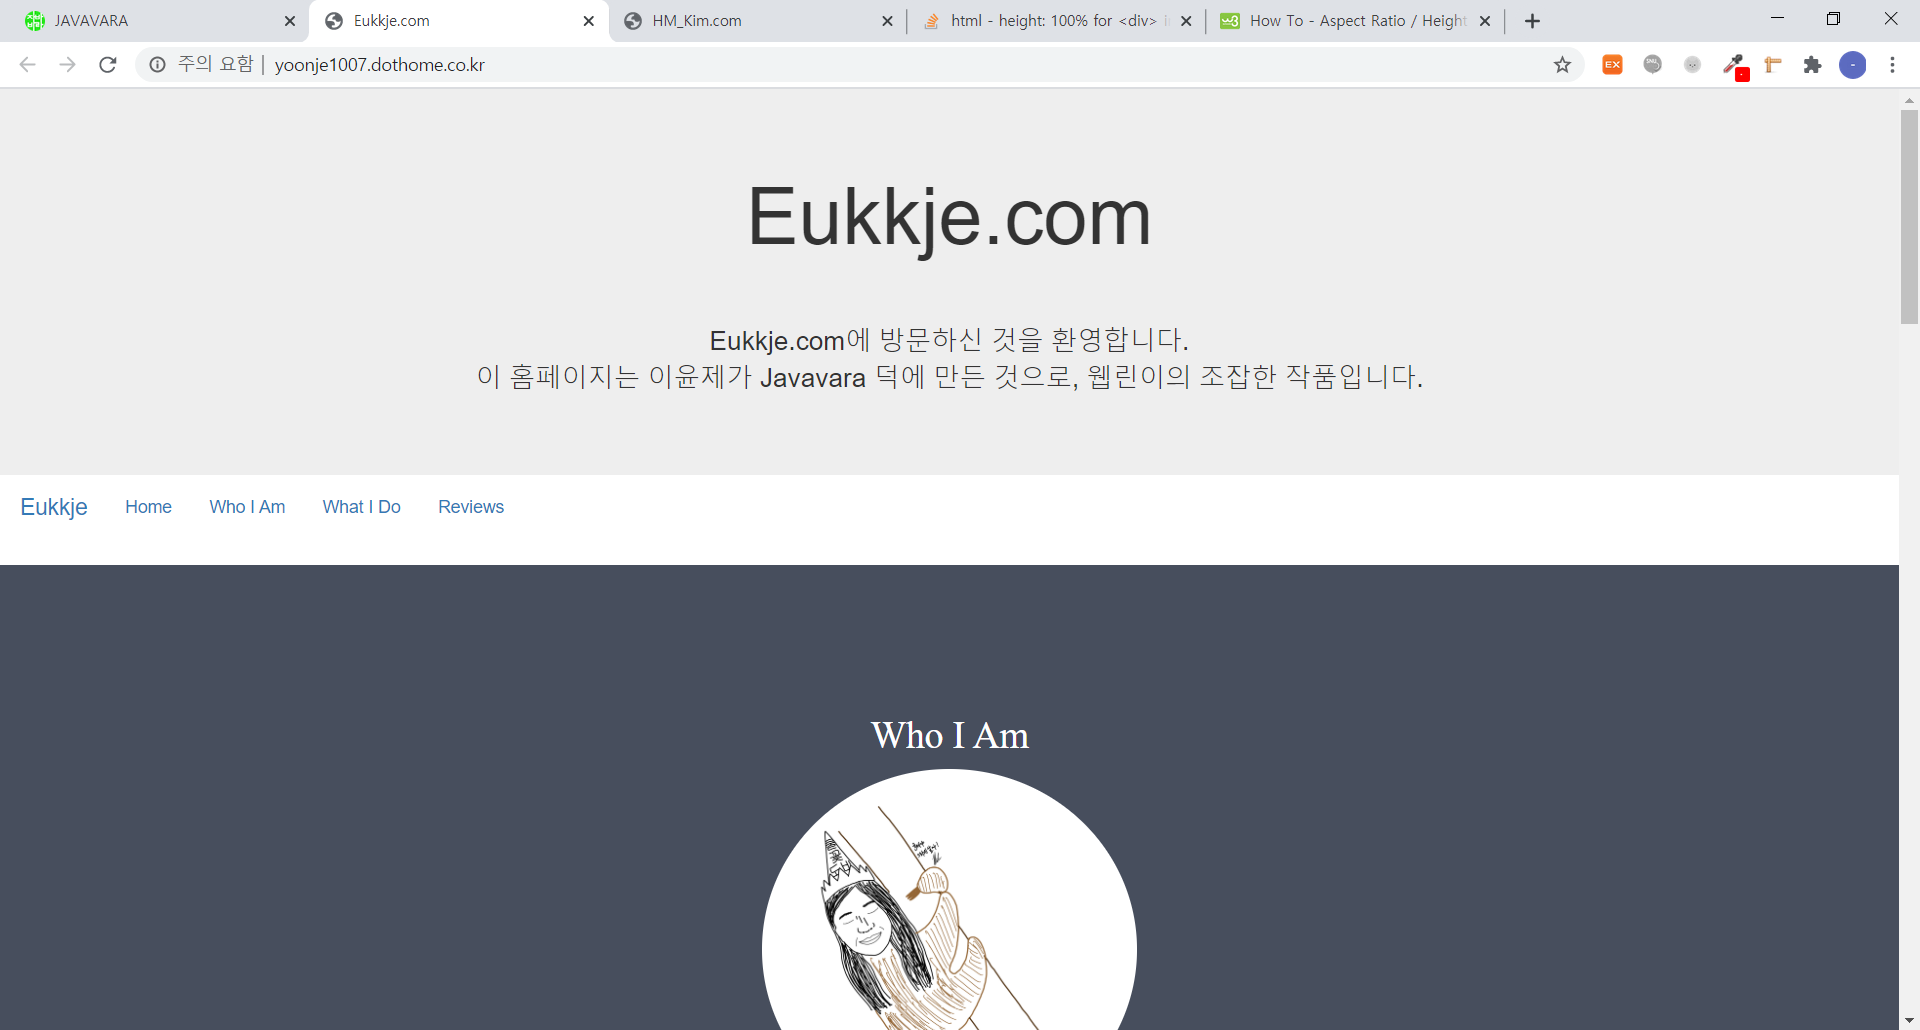 JAVAVARA
Eukkje.com
HM_Kim.com
html - height: 100% for <div> i
How To - Aspect Ratio / Height
주의 요함 | yoonje1007.dothome.co.kr
EX
Eukkje.com
Eukkje.com에 방문하신 것을 환영합니다.
이 홈페이지는 이윤제가 Javavara 덕에 만든 것으로, 웹린이의 조잡한 작품입니다.
Eukkje Home Who I Am What I Do Reviews
Who I Am